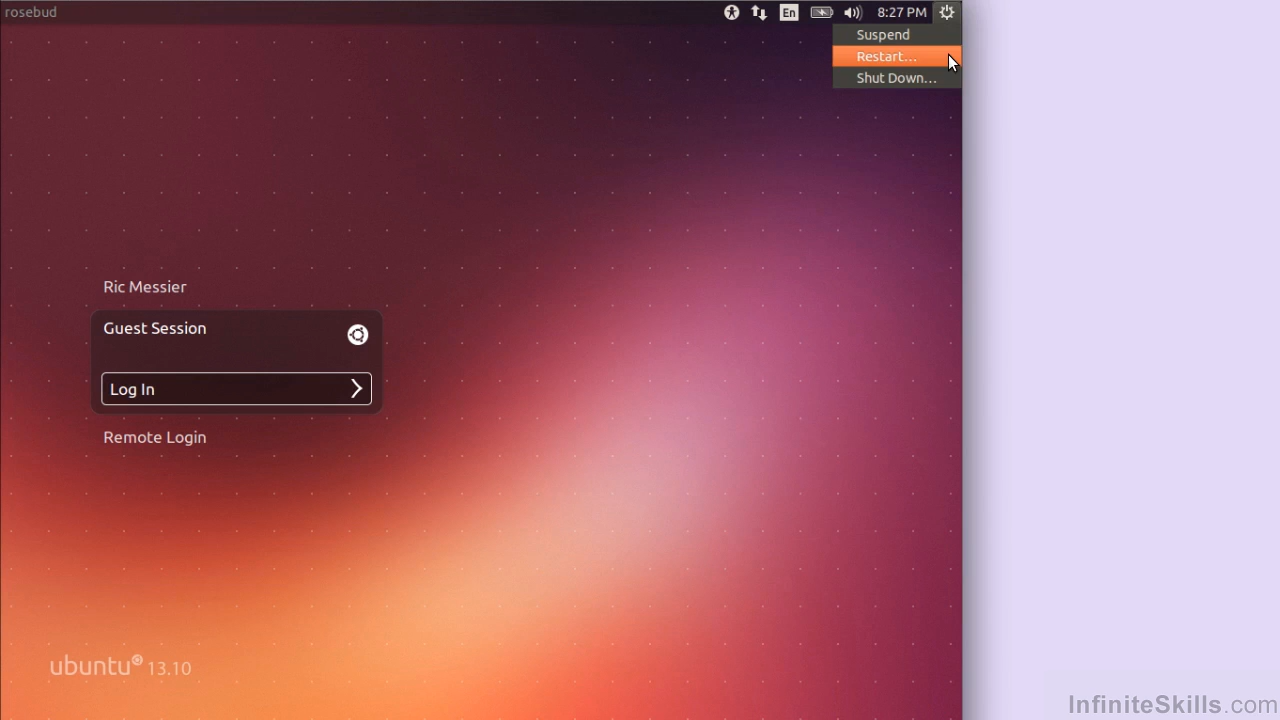 rosebud
En
8:27 PM
Suspend
Restart...
Shut Down...
Ric Messier
Guest Session
Log In
Remote Login
ubuntu 13.10
InfiniteSkills.com